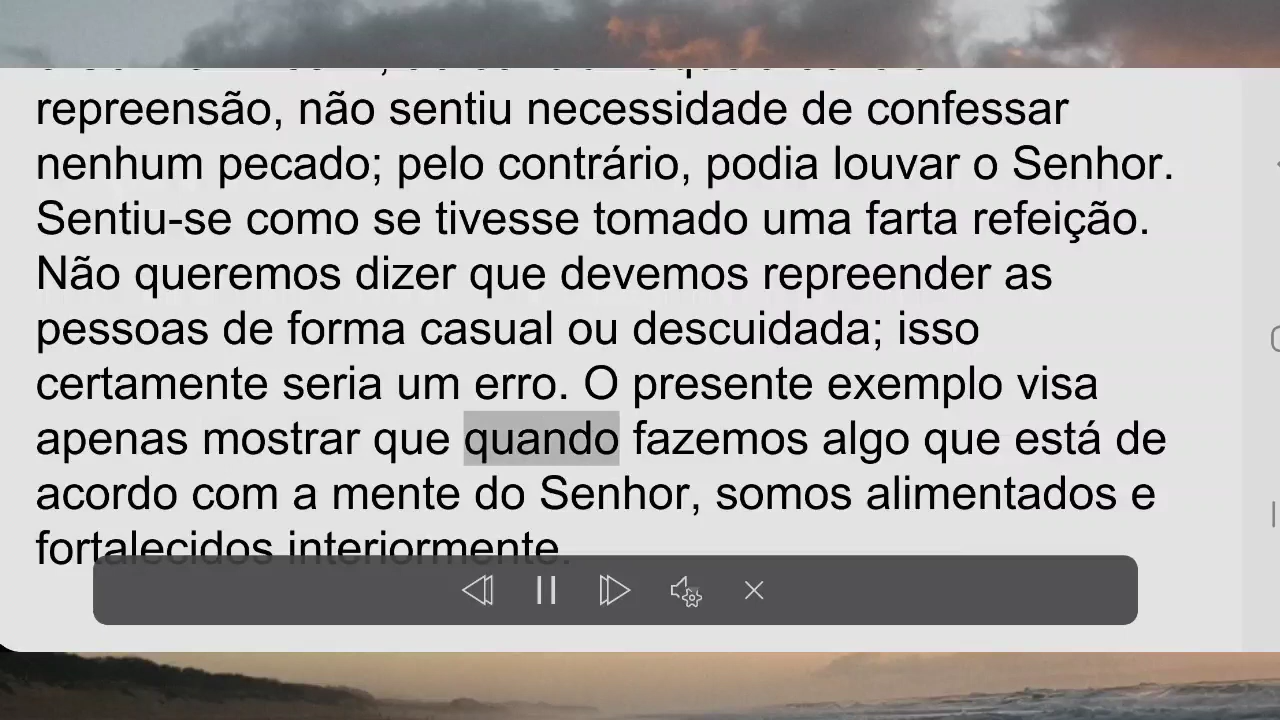 repreensão, não sentiu necessidade de confessar
nenhum pecado; pelo contrário, podia louvar o Senhor.
Sentiu-se como se tivesse tomado uma farta refeição.
Não queremos dizer que devemos repreender as
pessoas de forma casual ou descuidada; isso
certamente seria um erro. O presente exemplo visa
apenas mostrar que quando fazemos algo que está de
acordo com a mente do Senhor, somos alimentados e
fortalecidos interiormente.